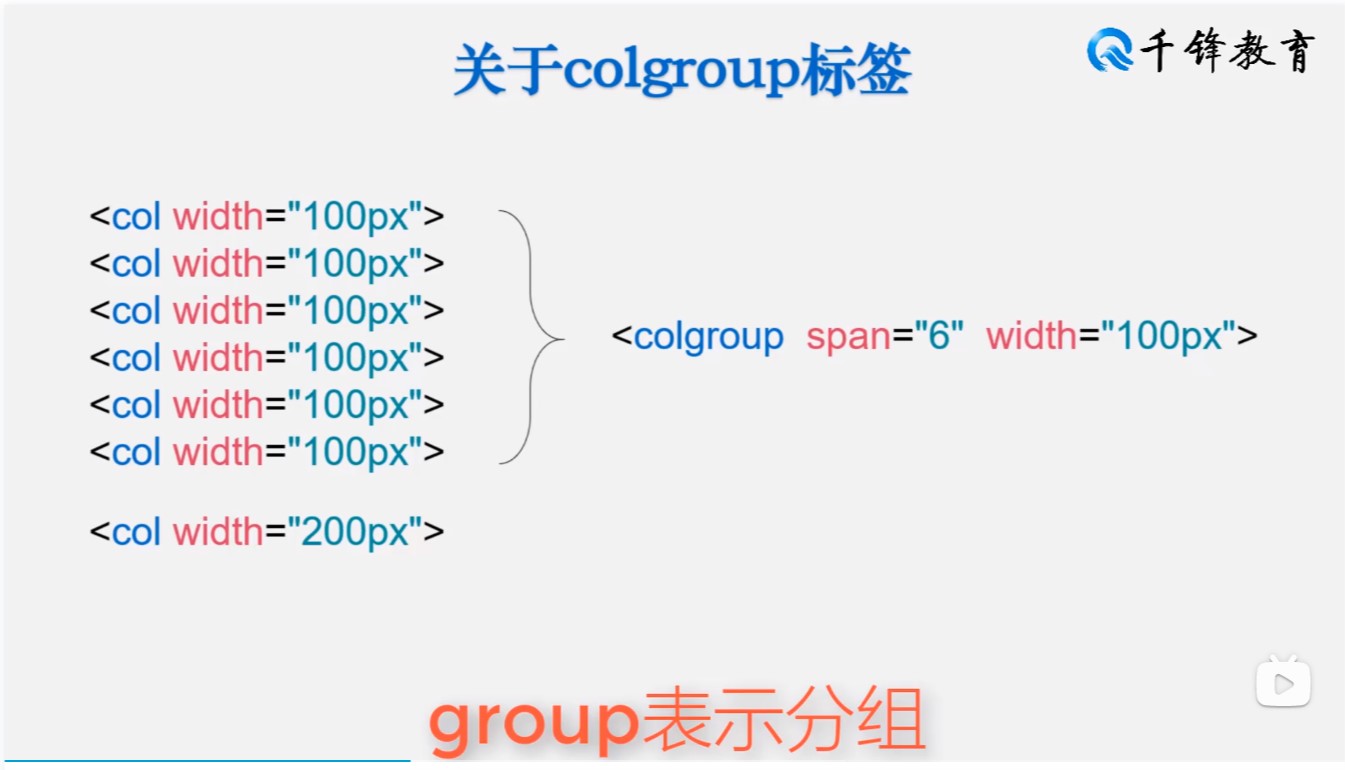 关于colgroup标签
千锋教育
<col width="100px">
<col width="100px">
<col width="100px">
<col width="100px">
<col width="100px">
<col width="100px">
<colgroup span="6" width="100px">
<col width="200px">
group表示分组